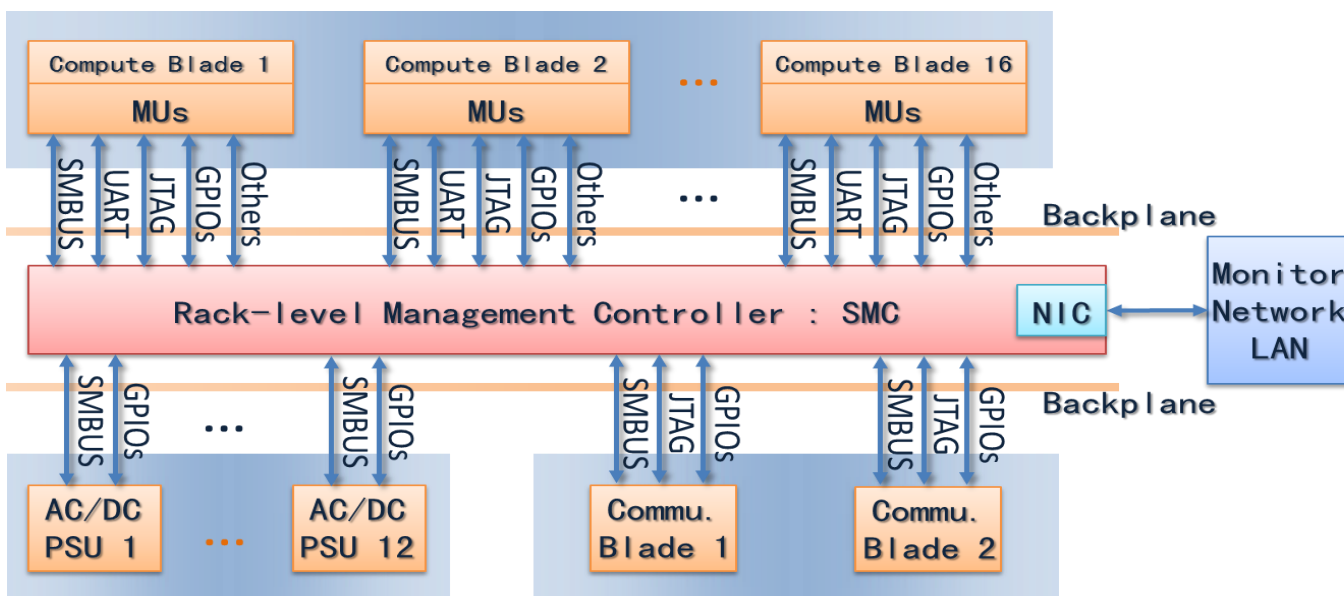 Compute Blade 1
MUs
Compute Blade 2
MUs
...
Compute Blade 16
MUs
SMBUS
UART
JTAG
GPIOs
Others
SMBUS
UART
JTAG
GPIOs
Others
...
SMBUS
UART
JTAG
GPIOs
Others
Backplane
Rack-level Management Controller : SMC
NIC
Monitor
Network
LAN
Backplane
SMBUS
GPIOs
...
SMBUS
GPIOs
SMBUS
JTAG
GPIOs
SMBUS
JTAG
GPIOs
AC/DC
PSU 1
...
AC/DC
PSU 12
Commu.
Blade 1
Commu.
Blade 2